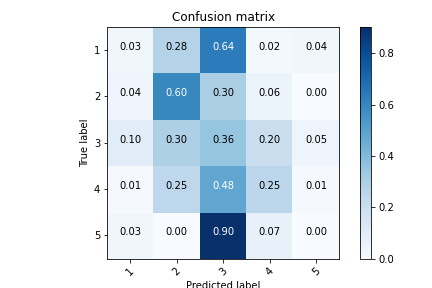 Confusion matrix
1 0.03 0.28 0.64 0.02 0.04
2 0.04 0.60 0.30 0.06 0.00
3 0.10 0.30 0.36 0.20 0.05
4 0.01 0.25 0.48 0.25 0.01
5 0.03 0.00 0.90 0.07 0.00
1 2 3 4 5
True label
Predicted label
0.8
0.6
0.4
0.2
0.0